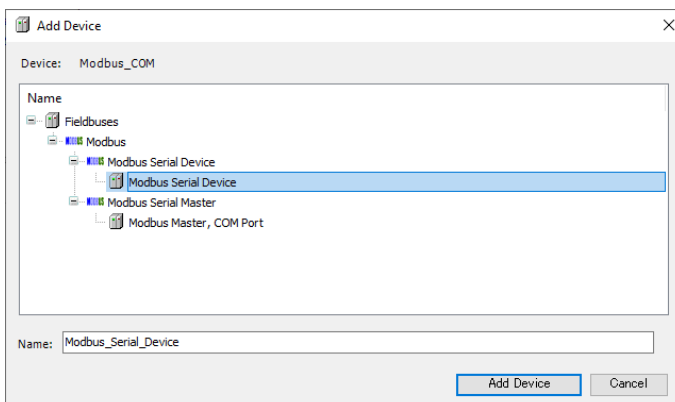 Add Device
Device: Modbus_COM
Name
Fieldbuses
Modbus
Modbus Serial Device
Modbus Serial Device
Modbus Serial Master
Modbus Master, COM Port
Name: Modbus_Serial_Device
Add Device Cancel